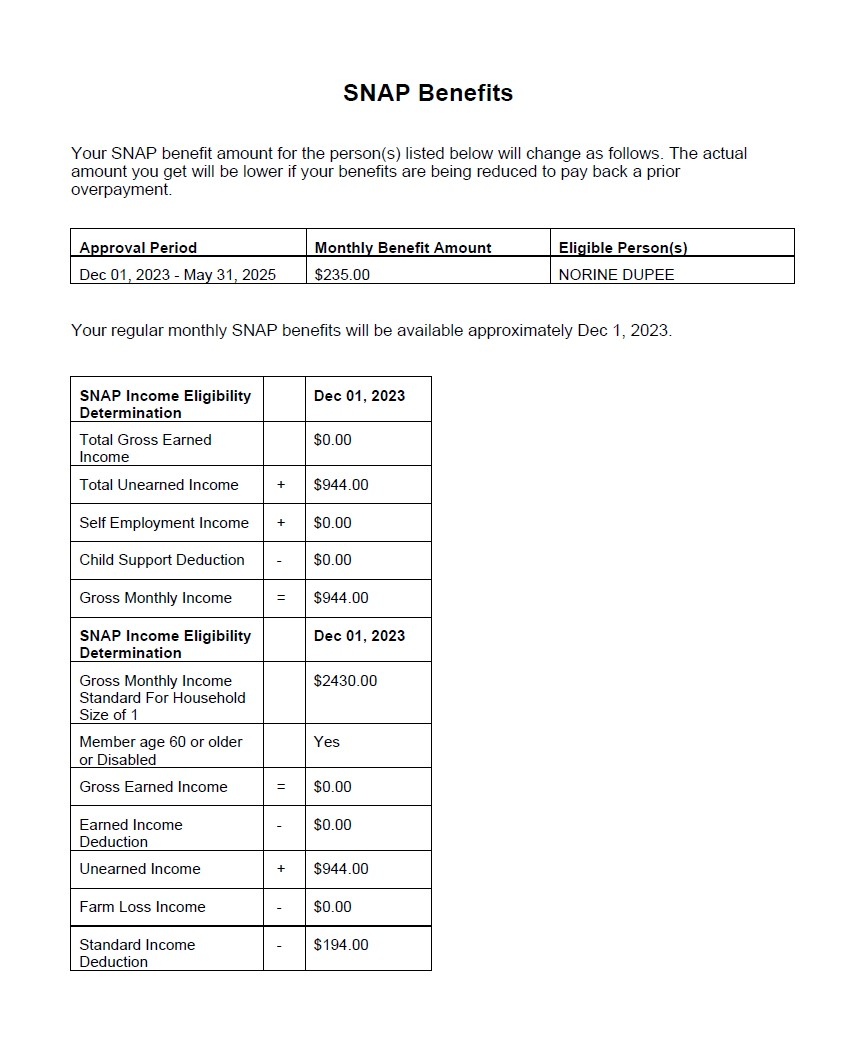 SNAP Benefits
Your SNAP benefit amount for the person(s) listed below will change as follows. The actual
amount you get will be lower if your benefits are being reduced to pay back a prior
overpayment.
Approval Period Monthly Benefit Amount Eligible Person(s)
Dec 01, 2023 - May 31, 2025 $235.00 NORINE DUPEE
Your regular monthly SNAP benefits will be available approximately Dec 1, 2023.
SNAP Income Eligibility Dec 01, 2023
Determination
Total Gross Earned $0.00
Income
Total Unearned Income + $944.00
Self Employment Income + $0.00
Child Support Deduction - $0.00
Gross Monthly Income = $944.00
SNAP Income Eligibility Dec 01, 2023
Determination
Gross Monthly Income $2430.00
Standard For Household
Size of 1
Member age 60 or older Yes
or Disabled
Gross Earned Income = $0.00
Earned Income - $0.00
Deduction
Unearned Income + $944.00
Farm Loss Income - $0.00
Standard Income - $194.00
Deduction